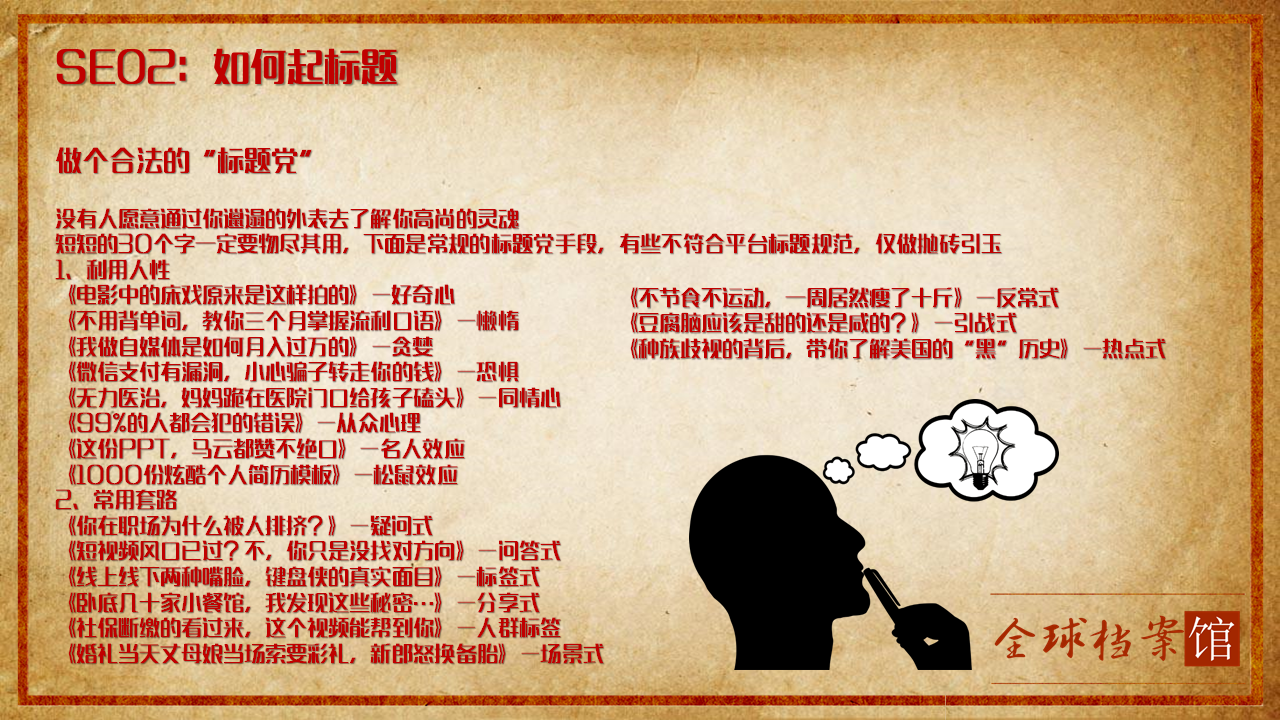 SEO2：如何起标题
做个合法的“标题党”
没有人愿意通过你邋遢的外表去了解你高尚的灵魂
短短的30个字一定要物尽其用，下面是常规的标题党手段，有些不符合平台标题规范，仅做抛砖引玉
1、利用人性
《电影中的床戏原来是这样拍的》—好奇心
《不用背单词，教你三个月掌握流利口语》—懒惰
《我做自媒体是如何月入过万的》—贪婪
《微信支付有漏洞，小心骗子转走你的钱》—恐惧
《无力医治，妈妈跪在医院门口给孩子磕头》—同情心
《99%的人都会犯的错误》—从众心理
《这份PPT，马云都赞不绝口》—名人效应
《1000份炫酷个人简历模板》—松鼠效应
2、常用套路
《你在职场为什么被人排挤？》—疑问式
《短视频风口已过？不，你只是没找对方向》—问答式
《线上线下两种嘴脸，键盘侠的真实面目》—标签式
《卧底几十家小餐馆，我发现这些秘密…》—分享式
《社保断缴的看过来，这个视频能帮到你》—人群标签
《婚礼当天丈母娘当场索要彩礼，新郎怒换备胎》—场景式
《不节食不运动，一周居然瘦了十斤》—反常式
《豆腐脑应该是甜的还是咸的？》—引战式
《种族歧视的背后，带你了解美国的“黑”历史》—热点式
全球档案馆